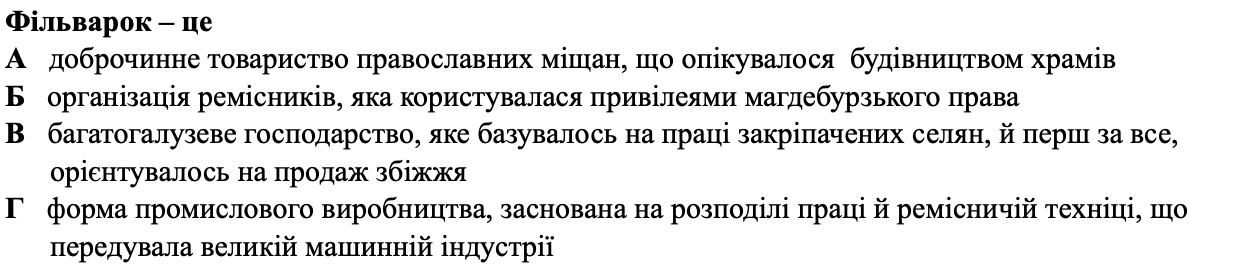 Фільварок – це
А доброчинне товариство православних міщан, що опікувалося будівництвом храмів
Б організація ремісників, яка користувалася привілеями магдебурзького права
В багатогалузеве господарство, яке базувалось на праці закріпачених селян, й перш за все,
орієнтувалось на продаж збіжжя
Г форма промислового виробництва, заснована на розподілі праці й ремісничій техніці, що
передувала великій машинній індустрії